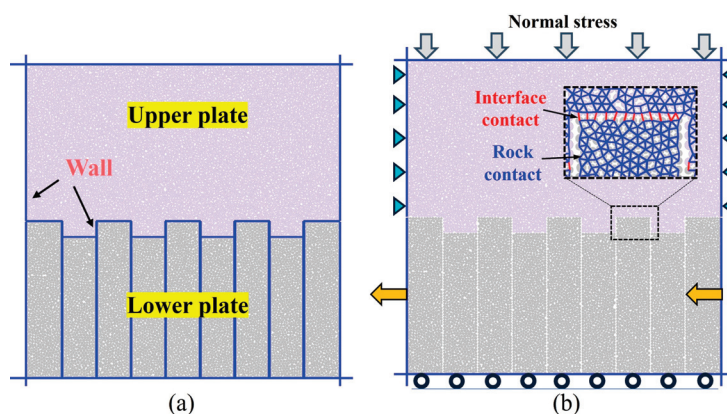 Upper plate
Wall
Lower plate
(a)
Normal stress
Interface
contact
Rock
contact
(b)